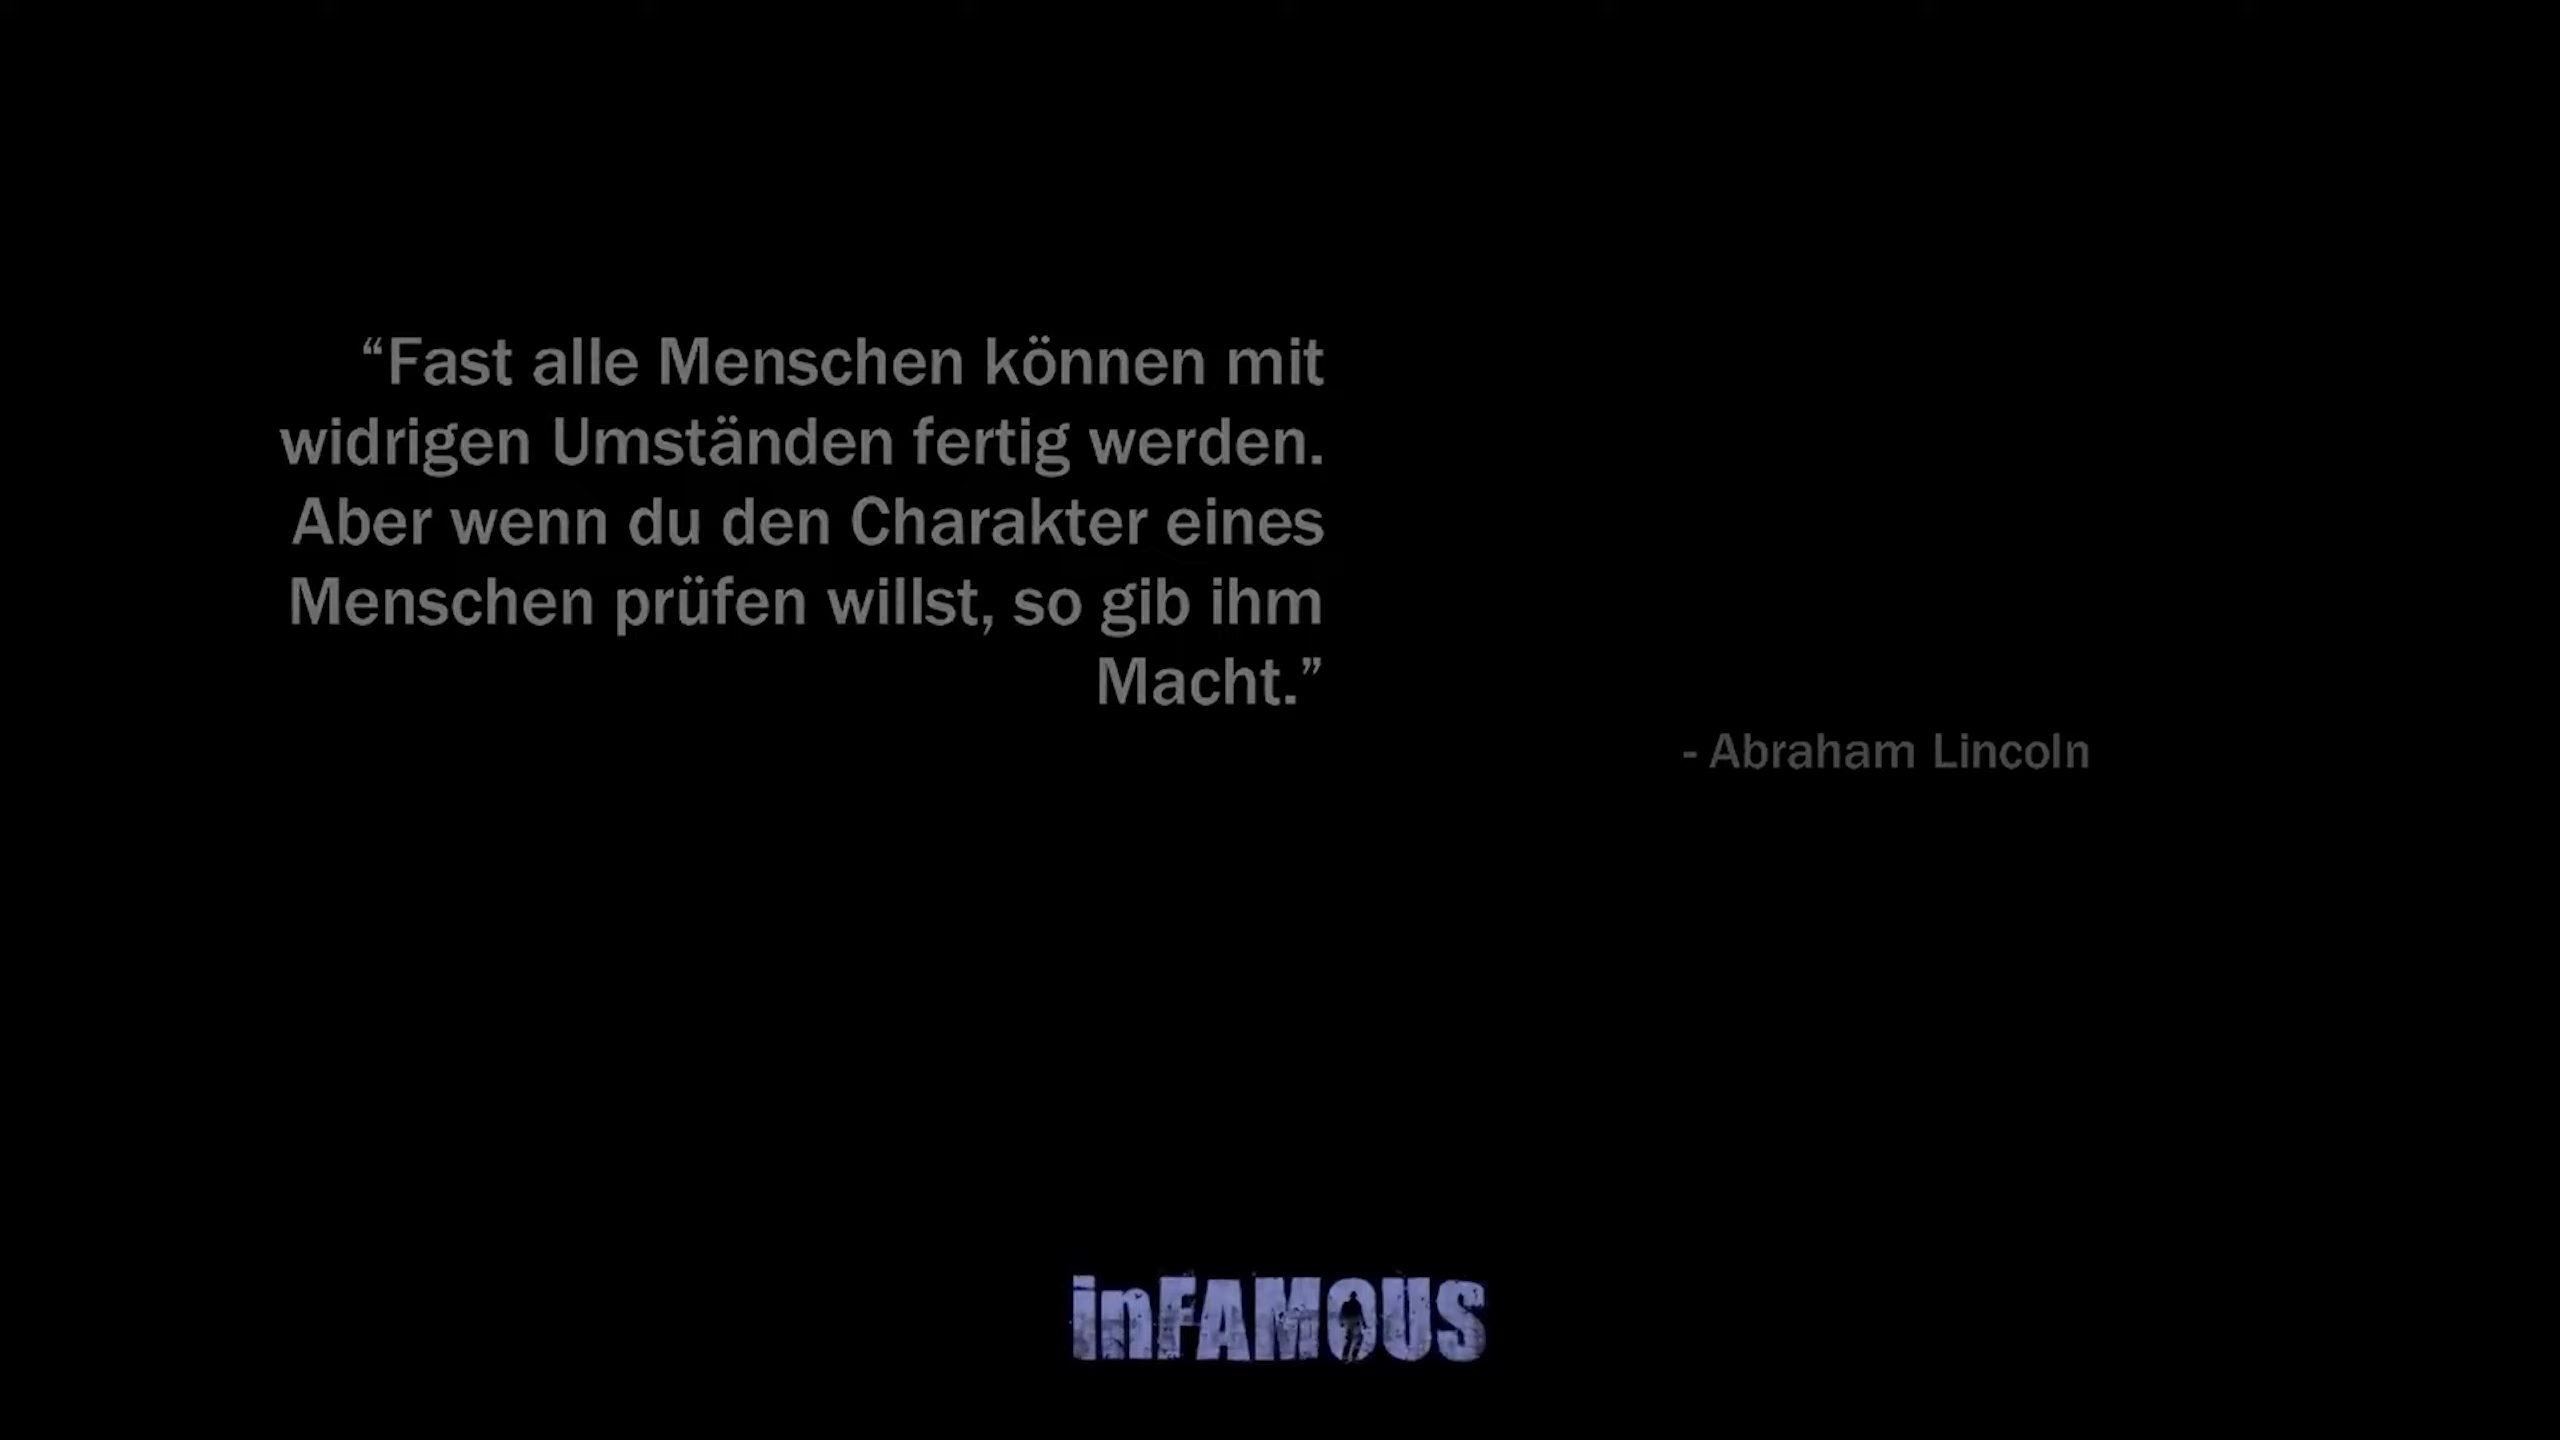 “Fast alle Menschen können mit
widrigen Umständen fertig werden.
Aber wenn du den Charakter eines
Menschen prüfen willst, so gib ihm
Macht.”
- Abraham Lincoln
inFAMOUS